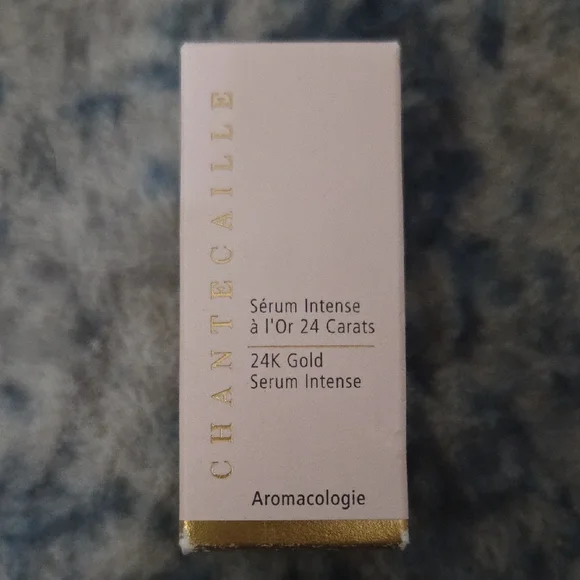 CHANTECAILLE
Sérum Intense
à l'Or 24 Carats
24K Gold
Serum Intense
Aromacologie